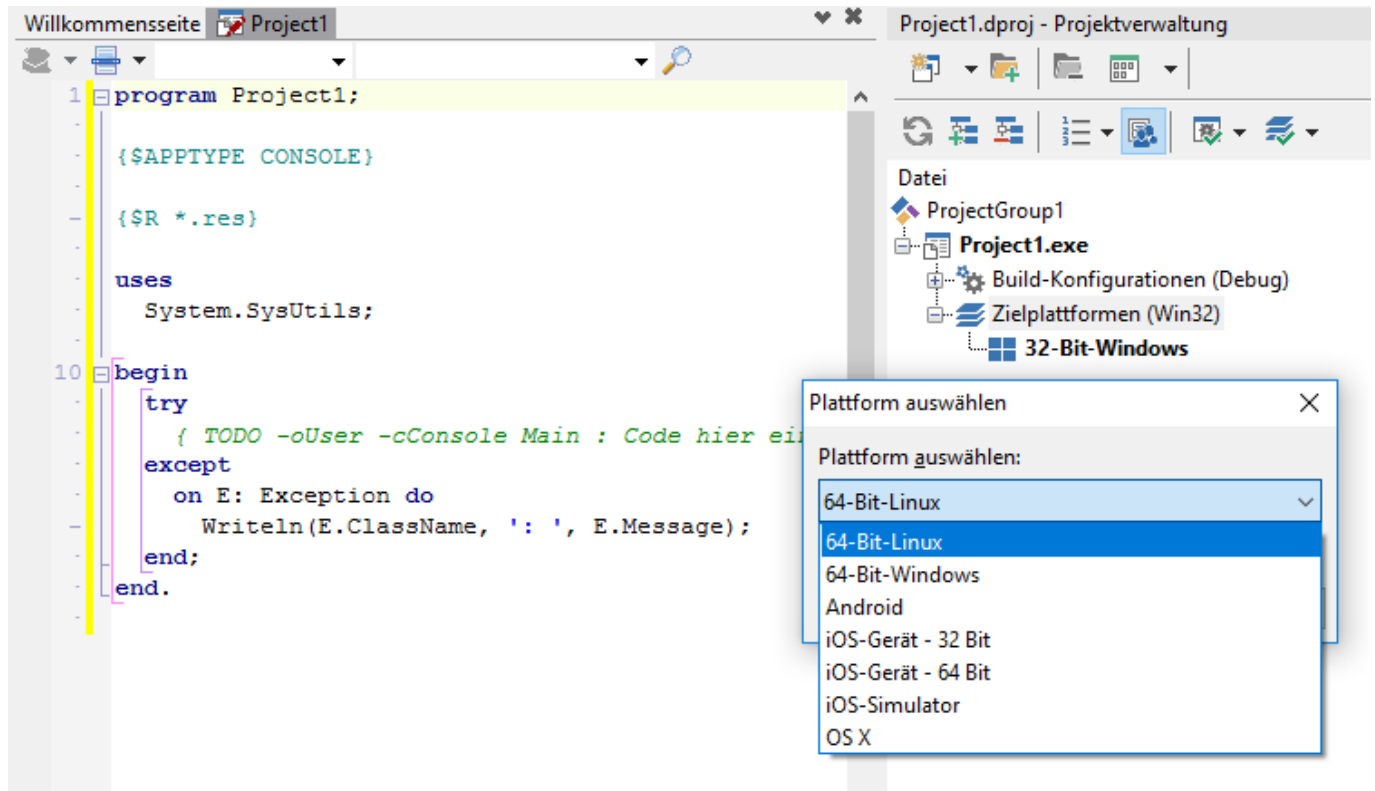 Willkommensseite Project1
1 program Project1;
{$APPTYPE CONSOLE}
{$R *.res}
uses
System.SysUtils;
10 begin
try
{ TODO -oUser -cConsole Main : Code hier
except
on E: Exception do
Writeln(E.ClassName, ': ', E.Message);
end;
end.
Project1.dproj - Projektverwaltung
Datei
ProjectGroup1
Project1.exe
Build-Konfigurationen (Debug)
Zielplattformen (Win32)
32-Bit-Windows
Plattform auswählen
Plattform auswählen:
64-Bit-Linux
64-Bit-Linux
64-Bit-Windows
Android
iOS-Gerät - 32 Bit
iOS-Gerät - 64 Bit
iOS-Simulator
OS X